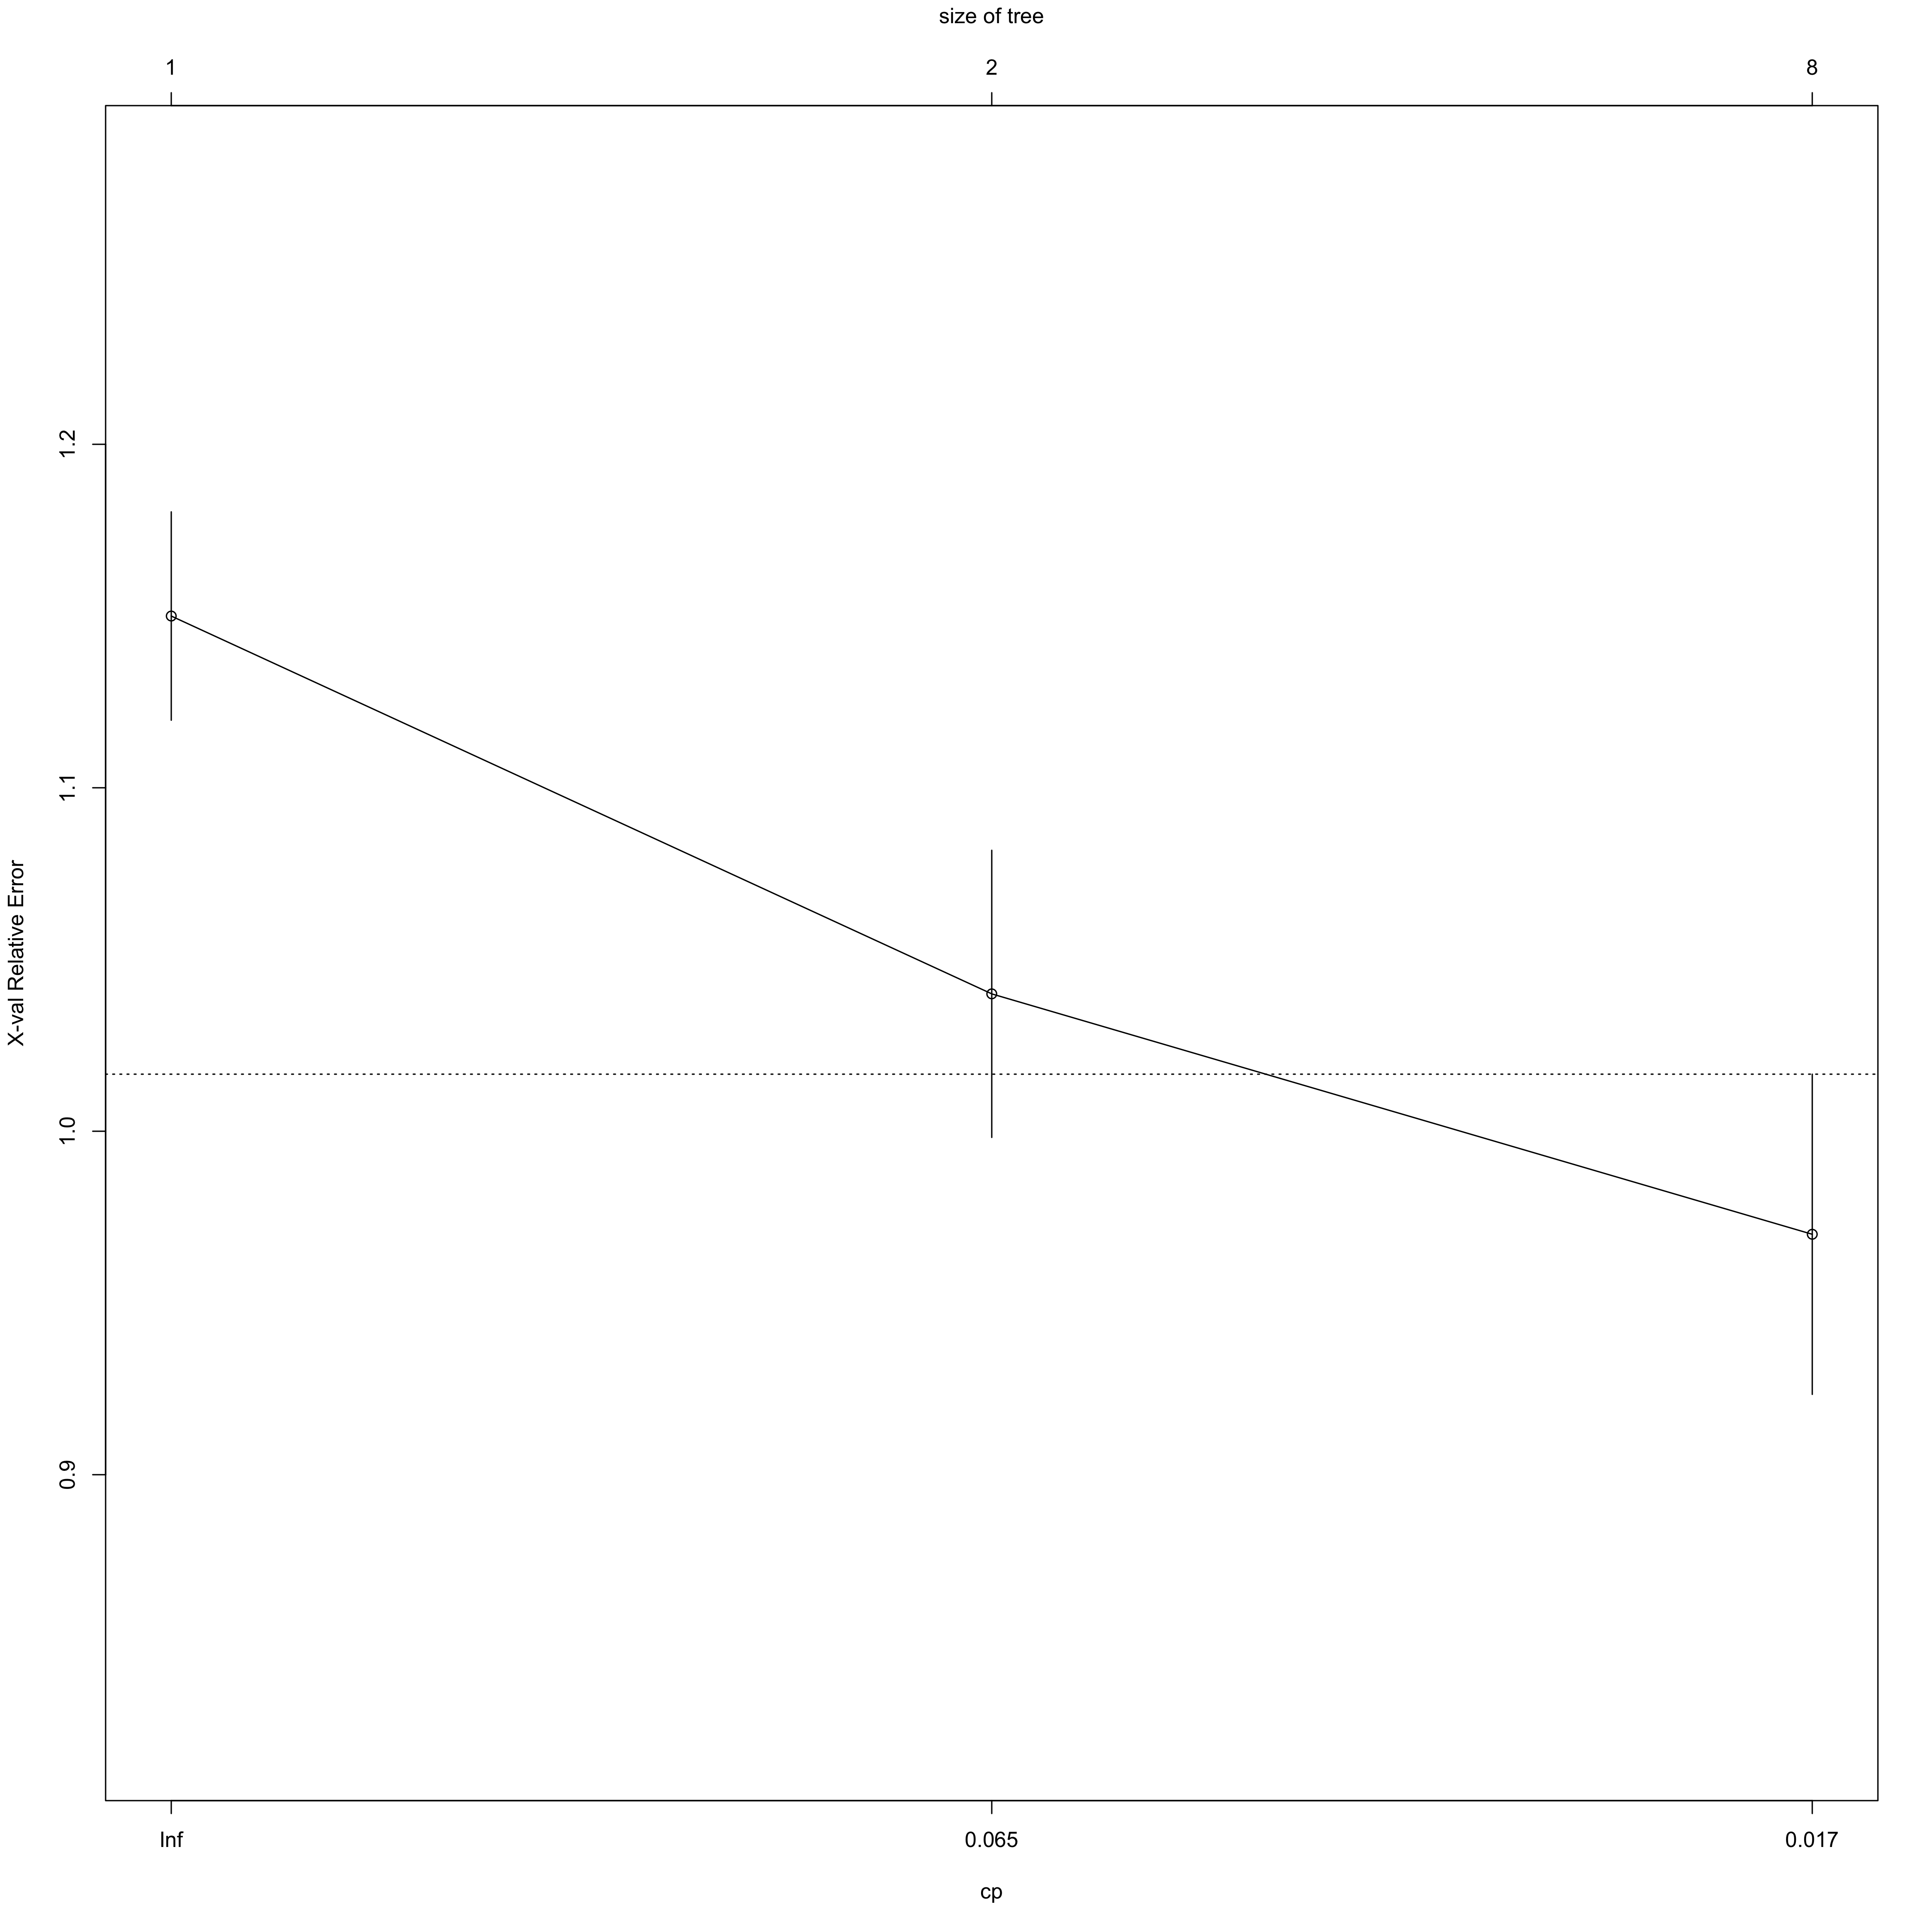 size of tree
1 2 8
1.2
1.1
1.0
0.9
X-val Relative Error
Inf 0.065 0.017
cp